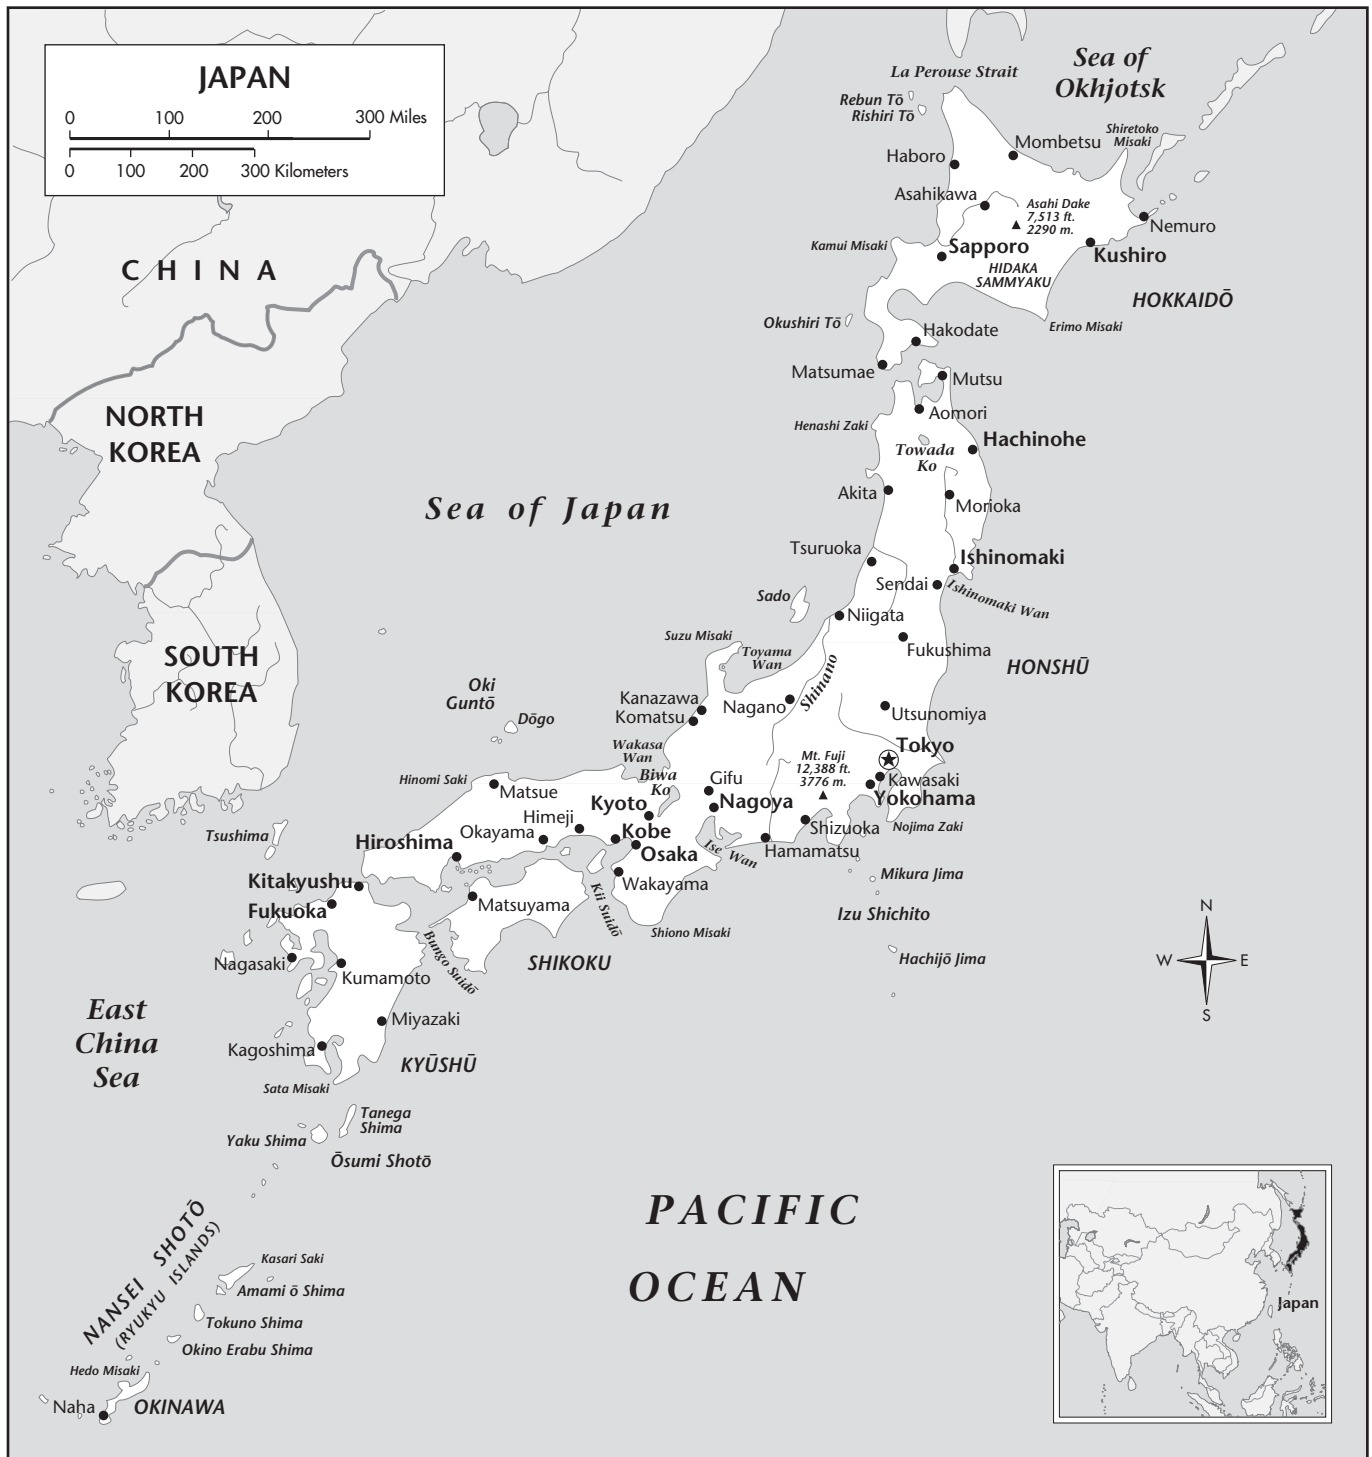 JAPAN
0 100 200 300 Miles
0 100 200 300 Kilometers
Sea of
Okhjotsk
La Perouse Strait
Rebun Tō
Rishiri Tō
Shiretoko
Misaki
Mombetsu
Haboro
Asahikawa
Asahi Dake
7,513 ft.
2290 m.
Nemuro
Kamui Misaki
Sapporo
Kushiro
HIDAKA
SAMMYAKU
HOKKAIDŌ
CHINA
Okushiri Tō
Erimo Misaki
Hakodate
Matsumae
Mutsu
NORTH
KOREA
Aomori
Henashi Zaki
Hachinohe
Towada
Ko
Akita
Morioka
Sea of Japan
Tsuruoka
Ishinomaki
Sendai
Ishinomaki Wan
Sado
Niigata
Suzu Misaki
Toyama
Wan
Fukushima
SOUTH
KOREA
HONSHŪ
Shinano
Oki
Guntō
Kanazawa
Komatsu
Nagano
Utsunomiya
Dōgo
Wakasa
Wan
Tokyo
Mt. Fuji
12,388 ft.
3776 m.
Hinomi Saki
Biwa
Ko
Gifu
Kawasaki
Matsue
Kyoto
Nagoya
Yokohama
Himeji
Shizuoka
Nojima Zaki
Tsushima
Okayama
Kobe
Hiroshima
Osaka
Ise Wan
Hamamatsu
Kitakyushu
Wakayama
Mikura Jima
Fukuoka
Matsuyama
Kii Suidō
Izu Shichito
Shiono Misaki
Bungo Suidō
SHIKOKU
Hachijō Jima
Nagasaki
Kumamoto
N
W E
S
East
China
Sea
Miyazaki
Kagoshima
KYŪSHŪ
Sata Misaki
Tanega
Shima
Yaku Shima
Ōsumi Shotō
PACIFIC
OCEAN
NANSEI SHOTŌ
(RYUKYU ISLANDS)
Kasari Saki
Amami ō Shima
Tokuno Shima
Okino Erabu Shima
Hedo Misaki
Naha
OKINAWA
Japan